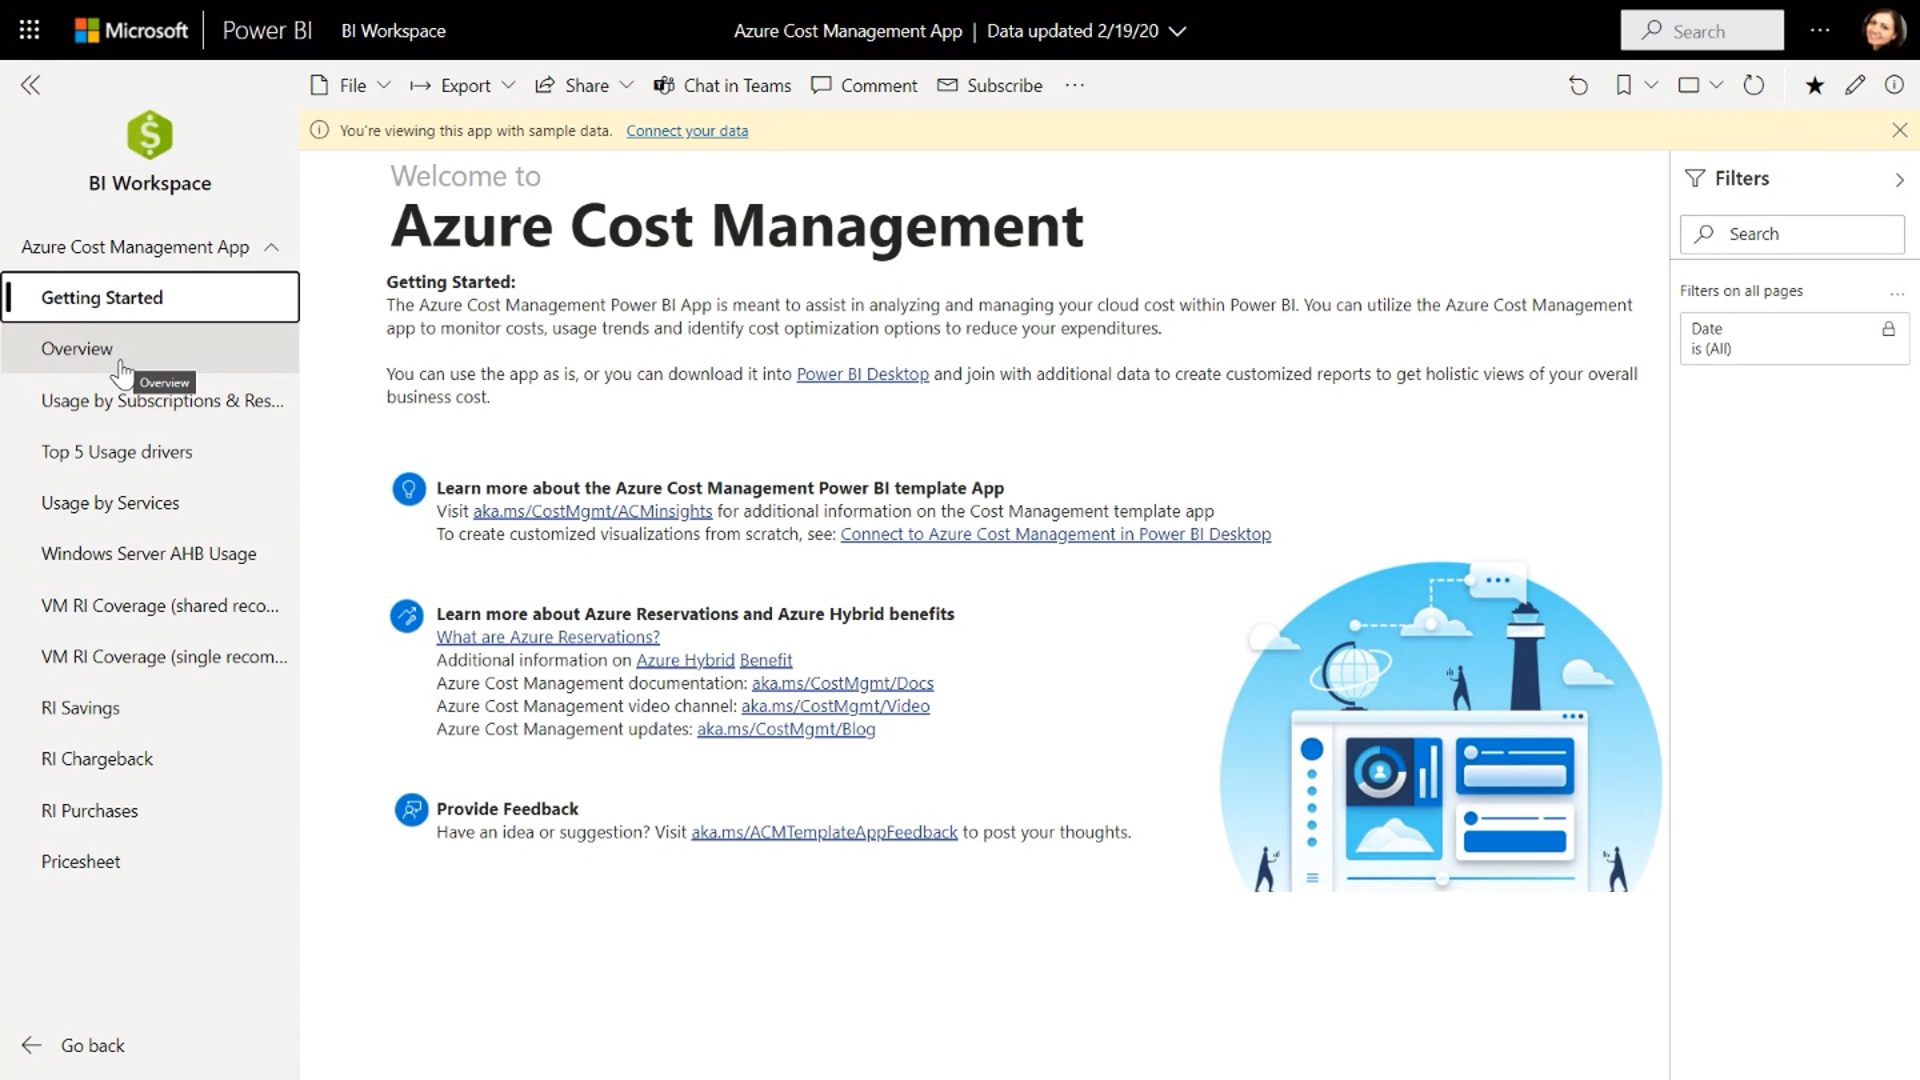 Microsoft Power BI BI Workspace
Azure Cost Management App | Data updated 2/19/20
Search
File Export Share Chat in Teams Comment Subscribe
You're viewing this app with sample data. Connect your data
BI Workspace
Azure Cost Management App
Getting Started
Overview
Overview
Usage by Subscriptions & Res...
Top 5 Usage drivers
Usage by Services
Windows Server AHB Usage
VM RI Coverage (shared reco...
VM RI Coverage (single recom...
RI Savings
RI Chargeback
RI Purchases
Pricesheet
Go back
Welcome to
Azure Cost Management
Getting Started:
The Azure Cost Management Power BI App is meant to assist in analyzing and managing your cloud cost within Power BI. You can utilize the Azure Cost Management
app to monitor costs, usage trends and identify cost optimization options to reduce your expenditures.
You can use the app as is, or you can download it into Power BI Desktop and join with additional data to create customized reports to get holistic views of your overall
business cost.
Learn more about the Azure Cost Management Power BI template App
Visit aka.ms/CostMgmt/ACMinsights for additional information on the Cost Management template app
To create customized visualizations from scratch, see: Connect to Azure Cost Management in Power BI Desktop
Learn more about Azure Reservations and Azure Hybrid benefits
What are Azure Reservations?
Additional information on Azure Hybrid Benefit
Azure Cost Management documentation: aka.ms/CostMgmt/Docs
Azure Cost Management video channel: aka.ms/CostMgmt/Video
Azure Cost Management updates: aka.ms/CostMgmt/Blog
Provide Feedback
Have an idea or suggestion? Visit aka.ms/ACMTemplateAppFeedback to post your thoughts.
Filters
Search
Filters on all pages
Date
is (All)